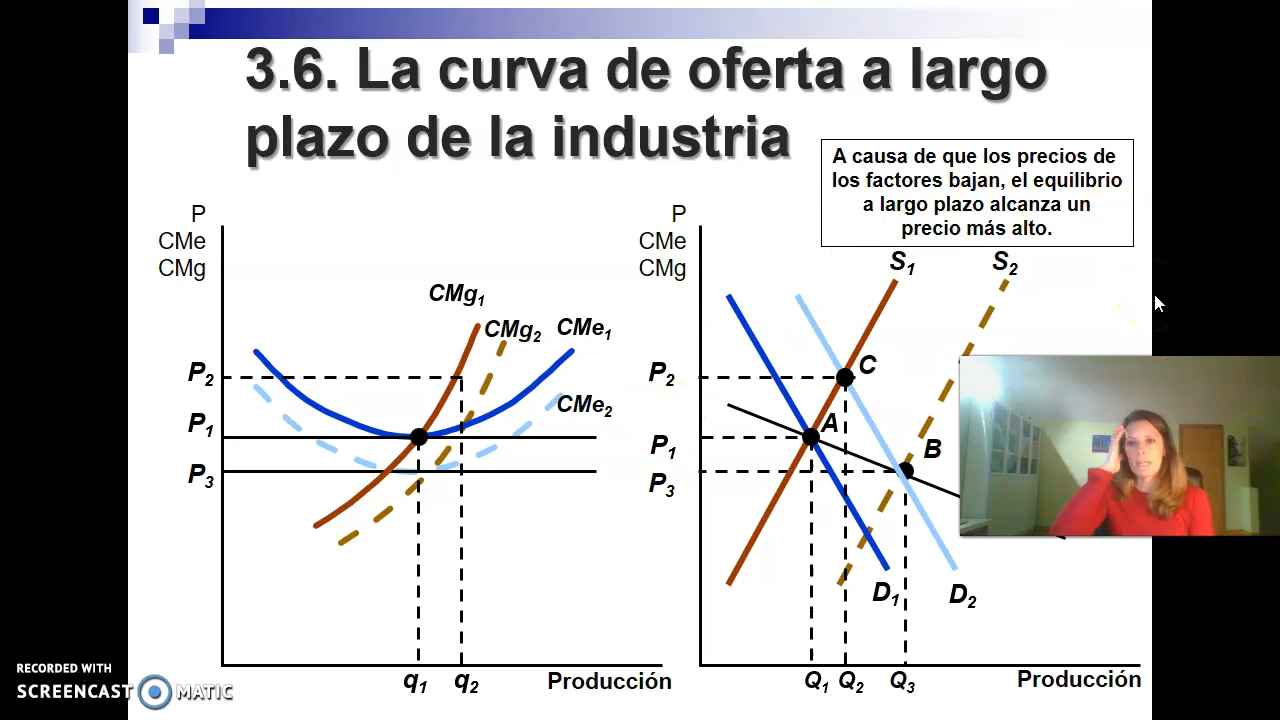 3.6. La curva de oferta a largo
plazo de la industria
A causa de que los precios de
los factores bajan, el equilibrio
a largo plazo alcanza un
precio más alto.
P
CMe
CMg
CMg1
CMg2
CMe1
CMe2
P2
P1
P3
q1
q2
Producción
P
CMe
CMg
S1
S2
P2
P1
P3
C
A
B
D1
D2
Q1
Q2
Q3
Producción
RECORDED WITH
SCREENCAST MATIC